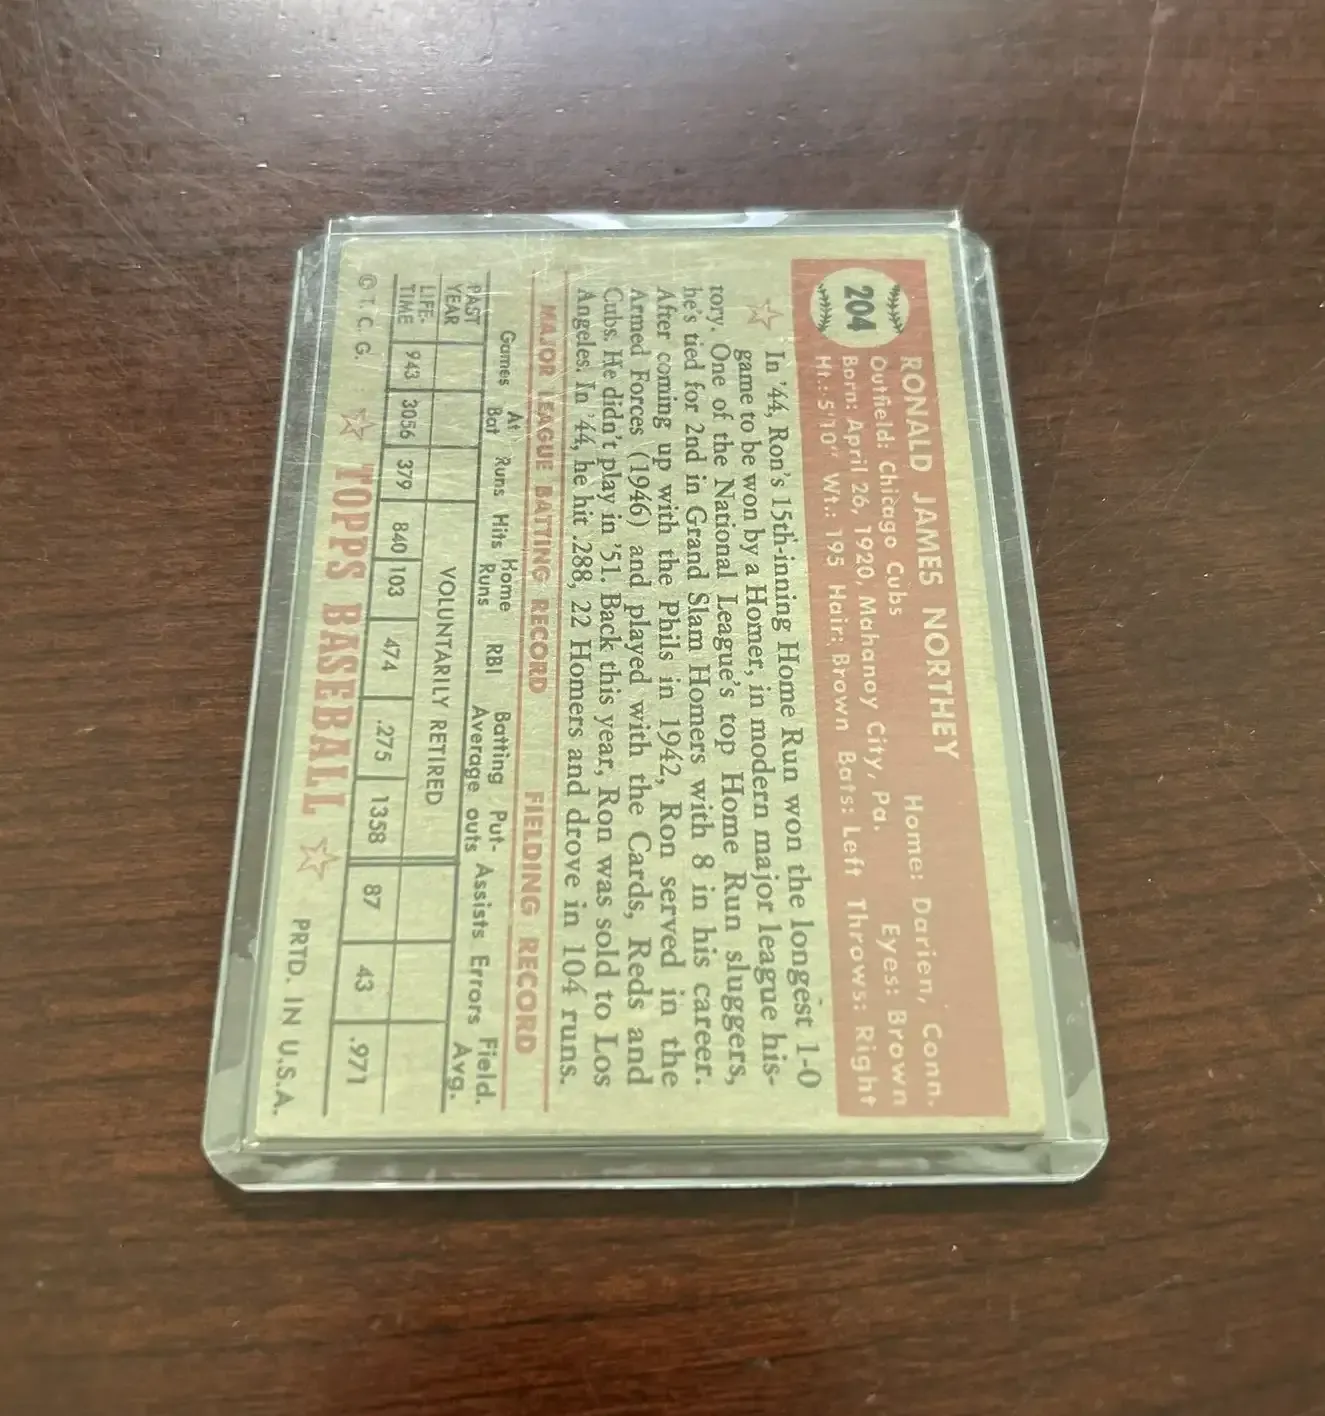 204
RONALD JAMES NORTHEY
Outfield: Chicago Cubs Home: Darien, Conn.
Born: April 26, 1920, Mahanoy City, Pa. Eyes: Brown
Ht.: 5'10" Wt.: 195 Hair: Brown Bats: Left Throws: Right
In '44, Ron's 15th-inning Home Run won the longest 1-0
game to be won by a Homer, in modern major league his-
tory. One of the National League's top Home Run sluggers,
he's tied for 2nd in Grand Slam Homers with 8 in his career.
After coming up with the Phils in 1942, Ron served in the
Armed Forces (1946) and played with the Cards, Reds and
Cubs. He didn't play in '51. Back this year, Ron was sold to Los
Angeles. In '44, he hit .288, 22 Homers and drove in 104 runs.
MAJOR LEAGUE BATTING RECORD FIELDING RECORD
Games At Bat Runs Hits Home Runs RBI Batting Average Put-outs Assists Errors Field. Avg.
PAST YEAR VOLUNTARILY RETIRED
LIFE-TIME 943 3056 379 840 103 474 .275 1358 87 43 .971
© T. C. G. TOPPS BASEBALL PRTD. IN U.S.A.